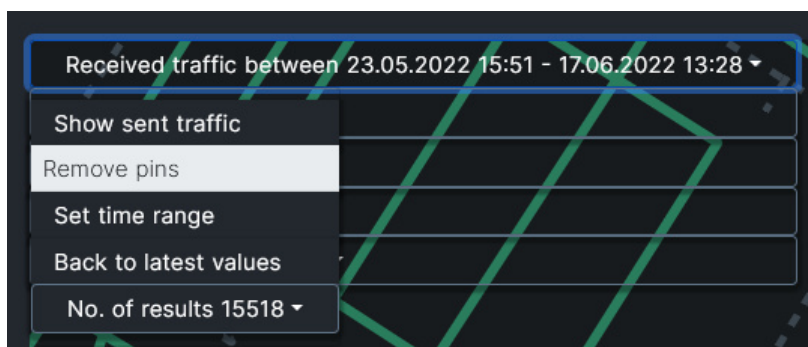 Received traffic between 23.05.2022 15:51 - 17.06.2022 13:28
Show sent traffic
Remove pins
Set time range
Back to latest values
No. of results 15518